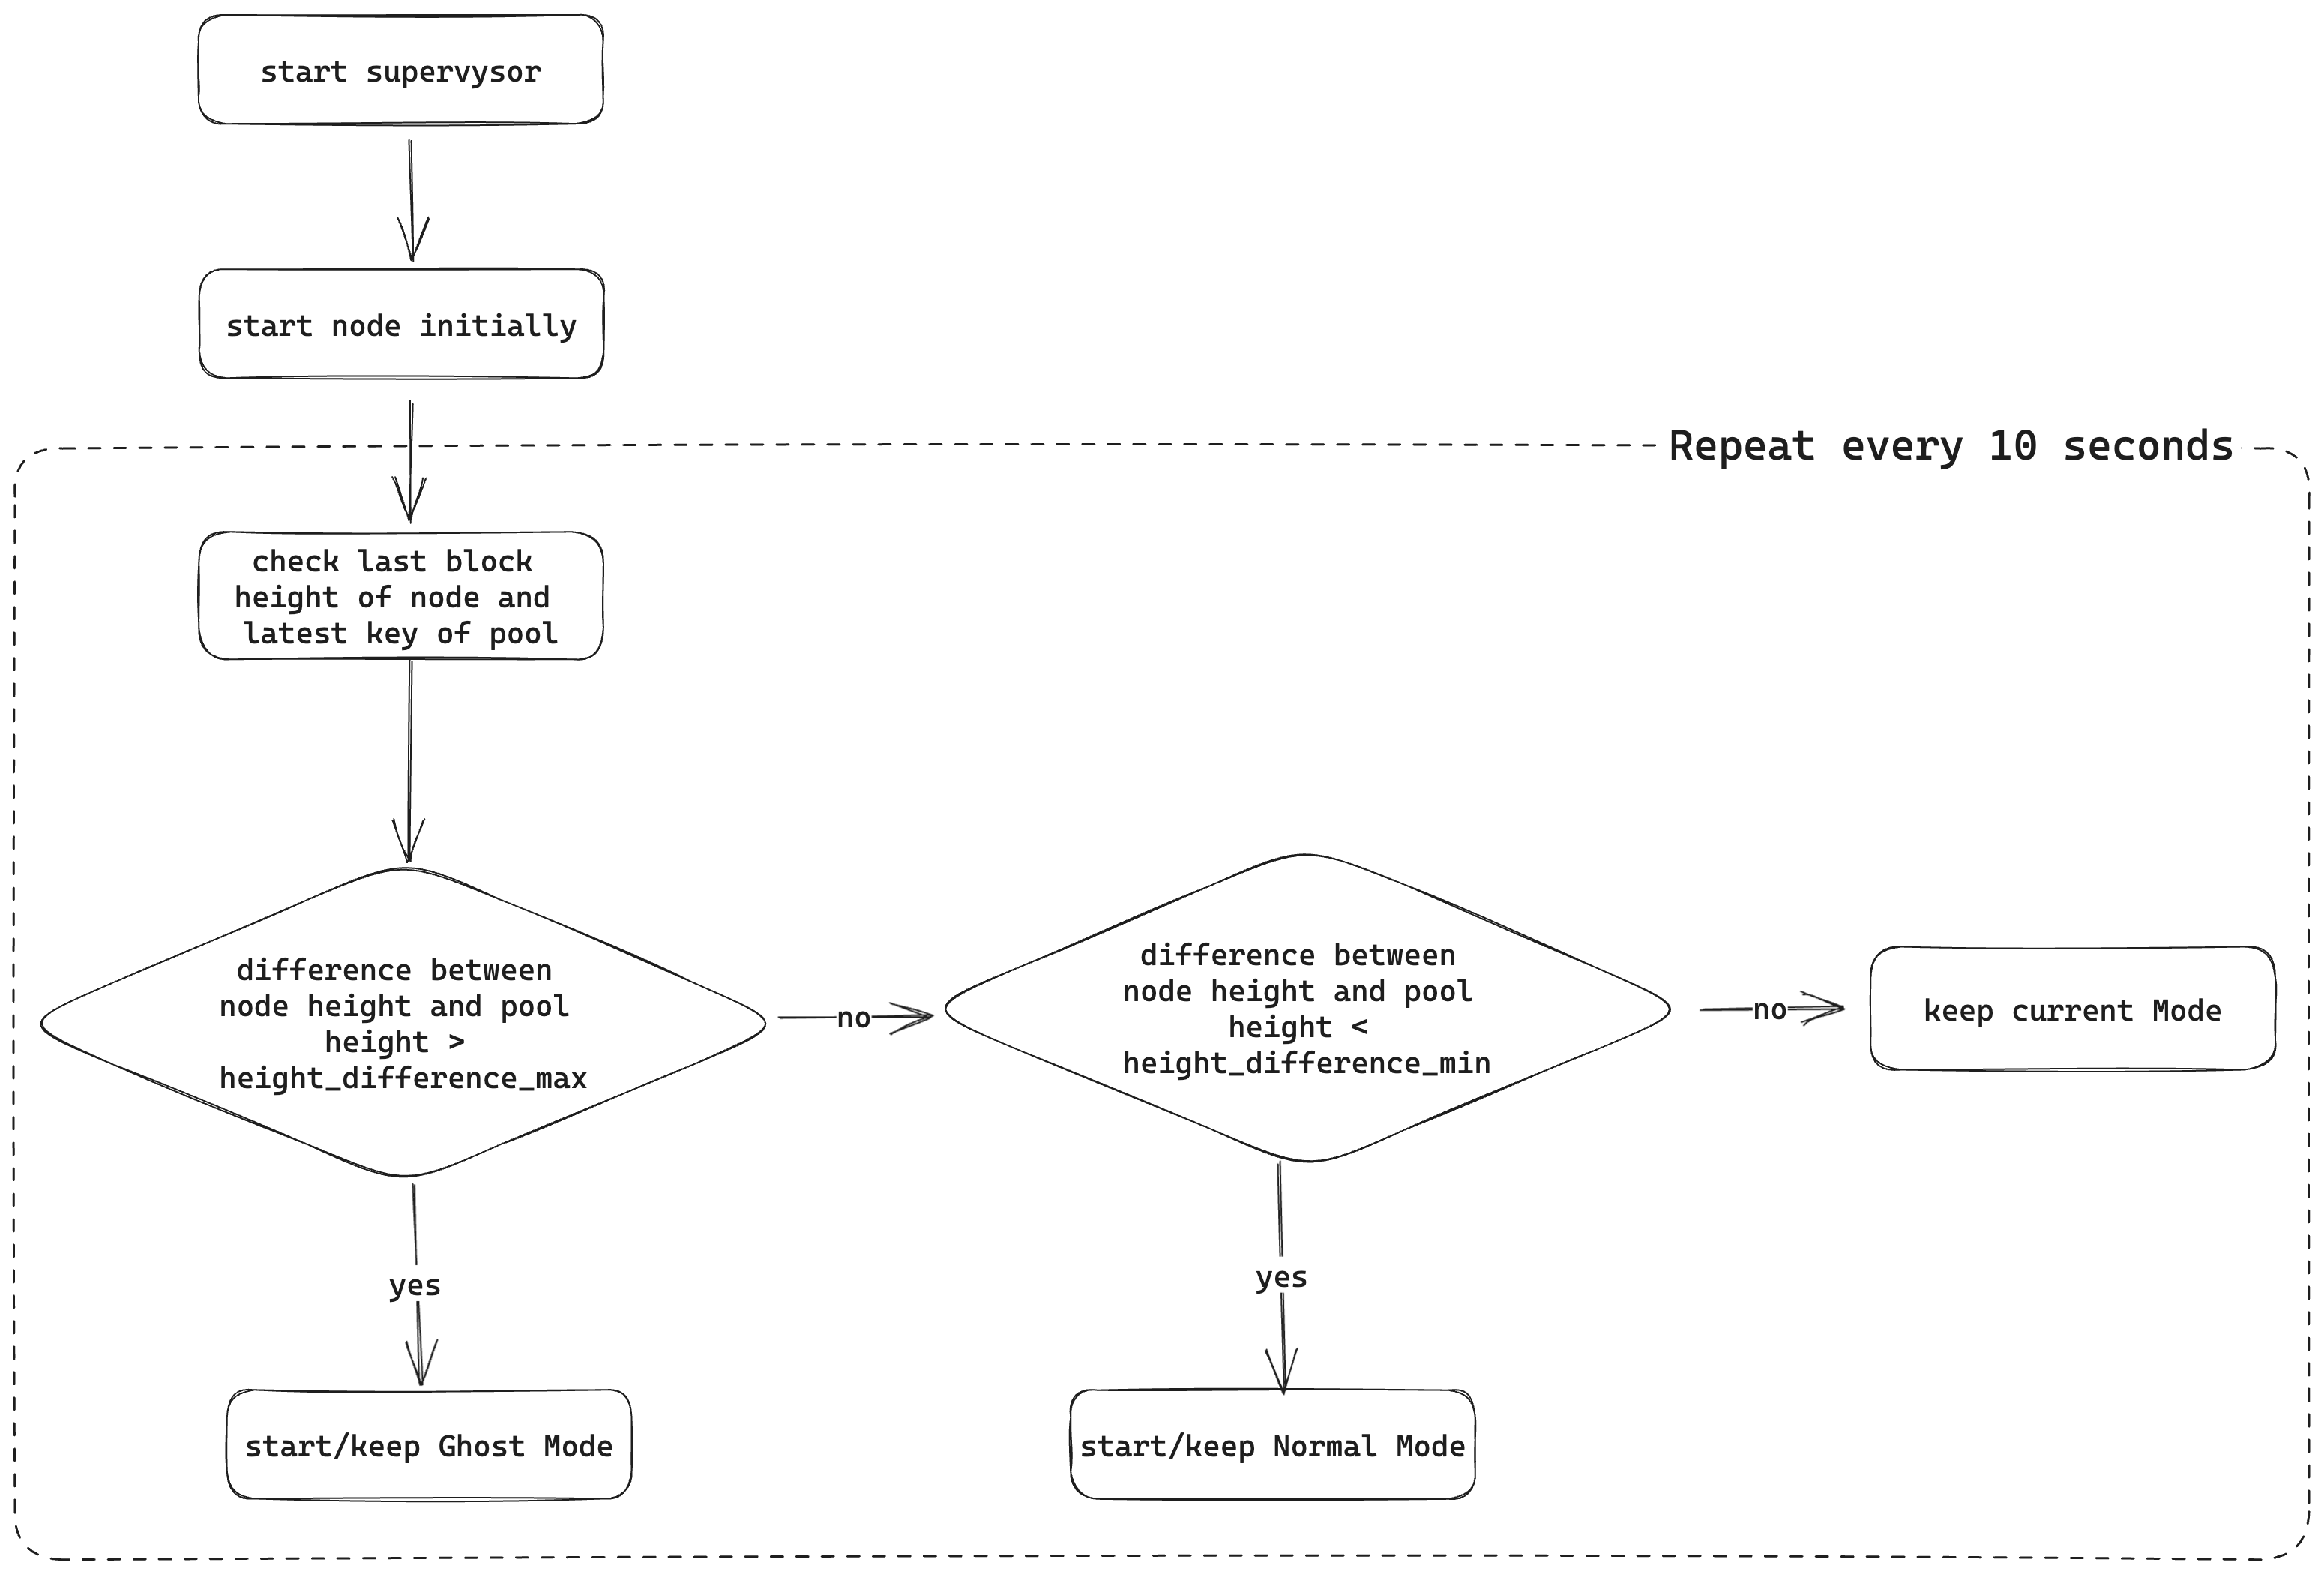 start supervysor
start node initially
Repeat every 10 seconds
check last block
height of node and
latest key of pool
difference between
node height and pool
height >
height_difference_max
no
difference between
node height and pool
height <
height_difference_min
no
keep current Mode
yes
yes
start/keep Ghost Mode
start/keep Normal Mode